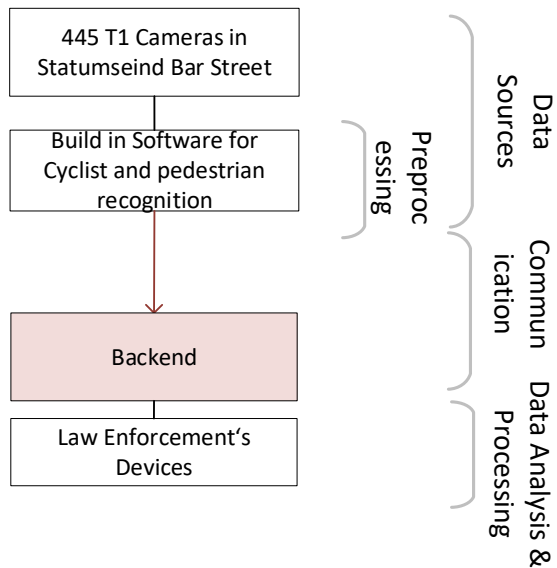 445 T1 Cameras in
Statumseind Bar Street
Build in Software for
Cyclist and pedestrian
recognition
Backend
Law Enforcement‘s
Devices
Data
Sources
Preproc
essing
Commun
ication
Data Analysis &
Processing